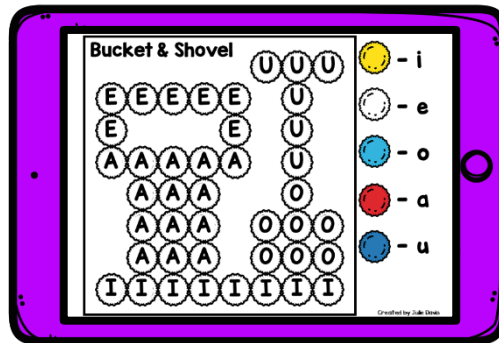 Bucket & Shovel
U U U
E E E E E U
E E U
A A A A A U
A A A O
A A A O O O
A A A O O O
I I I I I I I I
- i
- e
- o
- a
- u
Created by Julie Davis